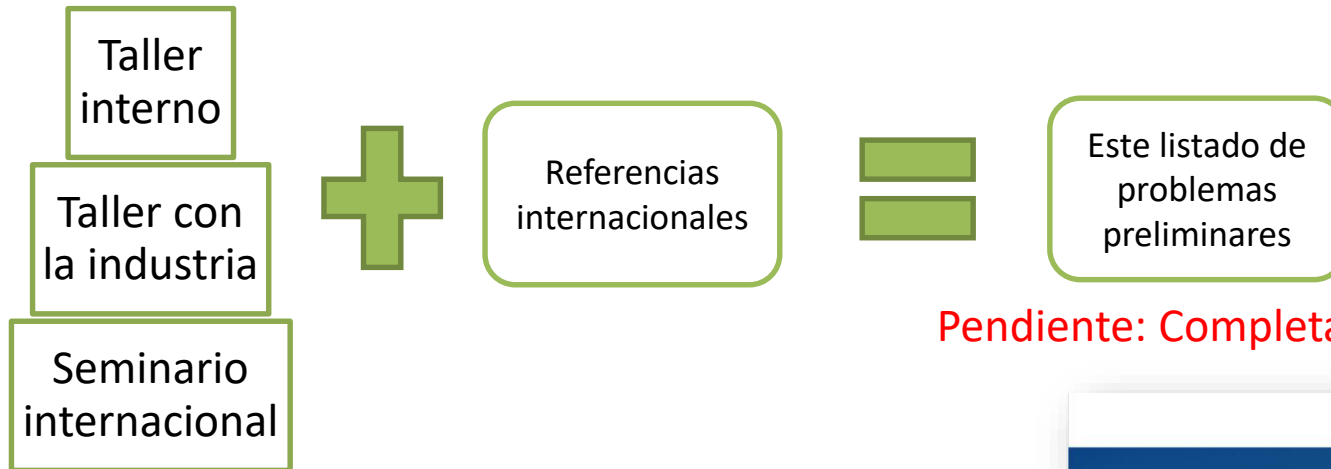 Taller
interno
Taller con
la industria
Seminario
internacional
Referencias
internacionales
Este listado de
problemas
preliminares
Pendiente: